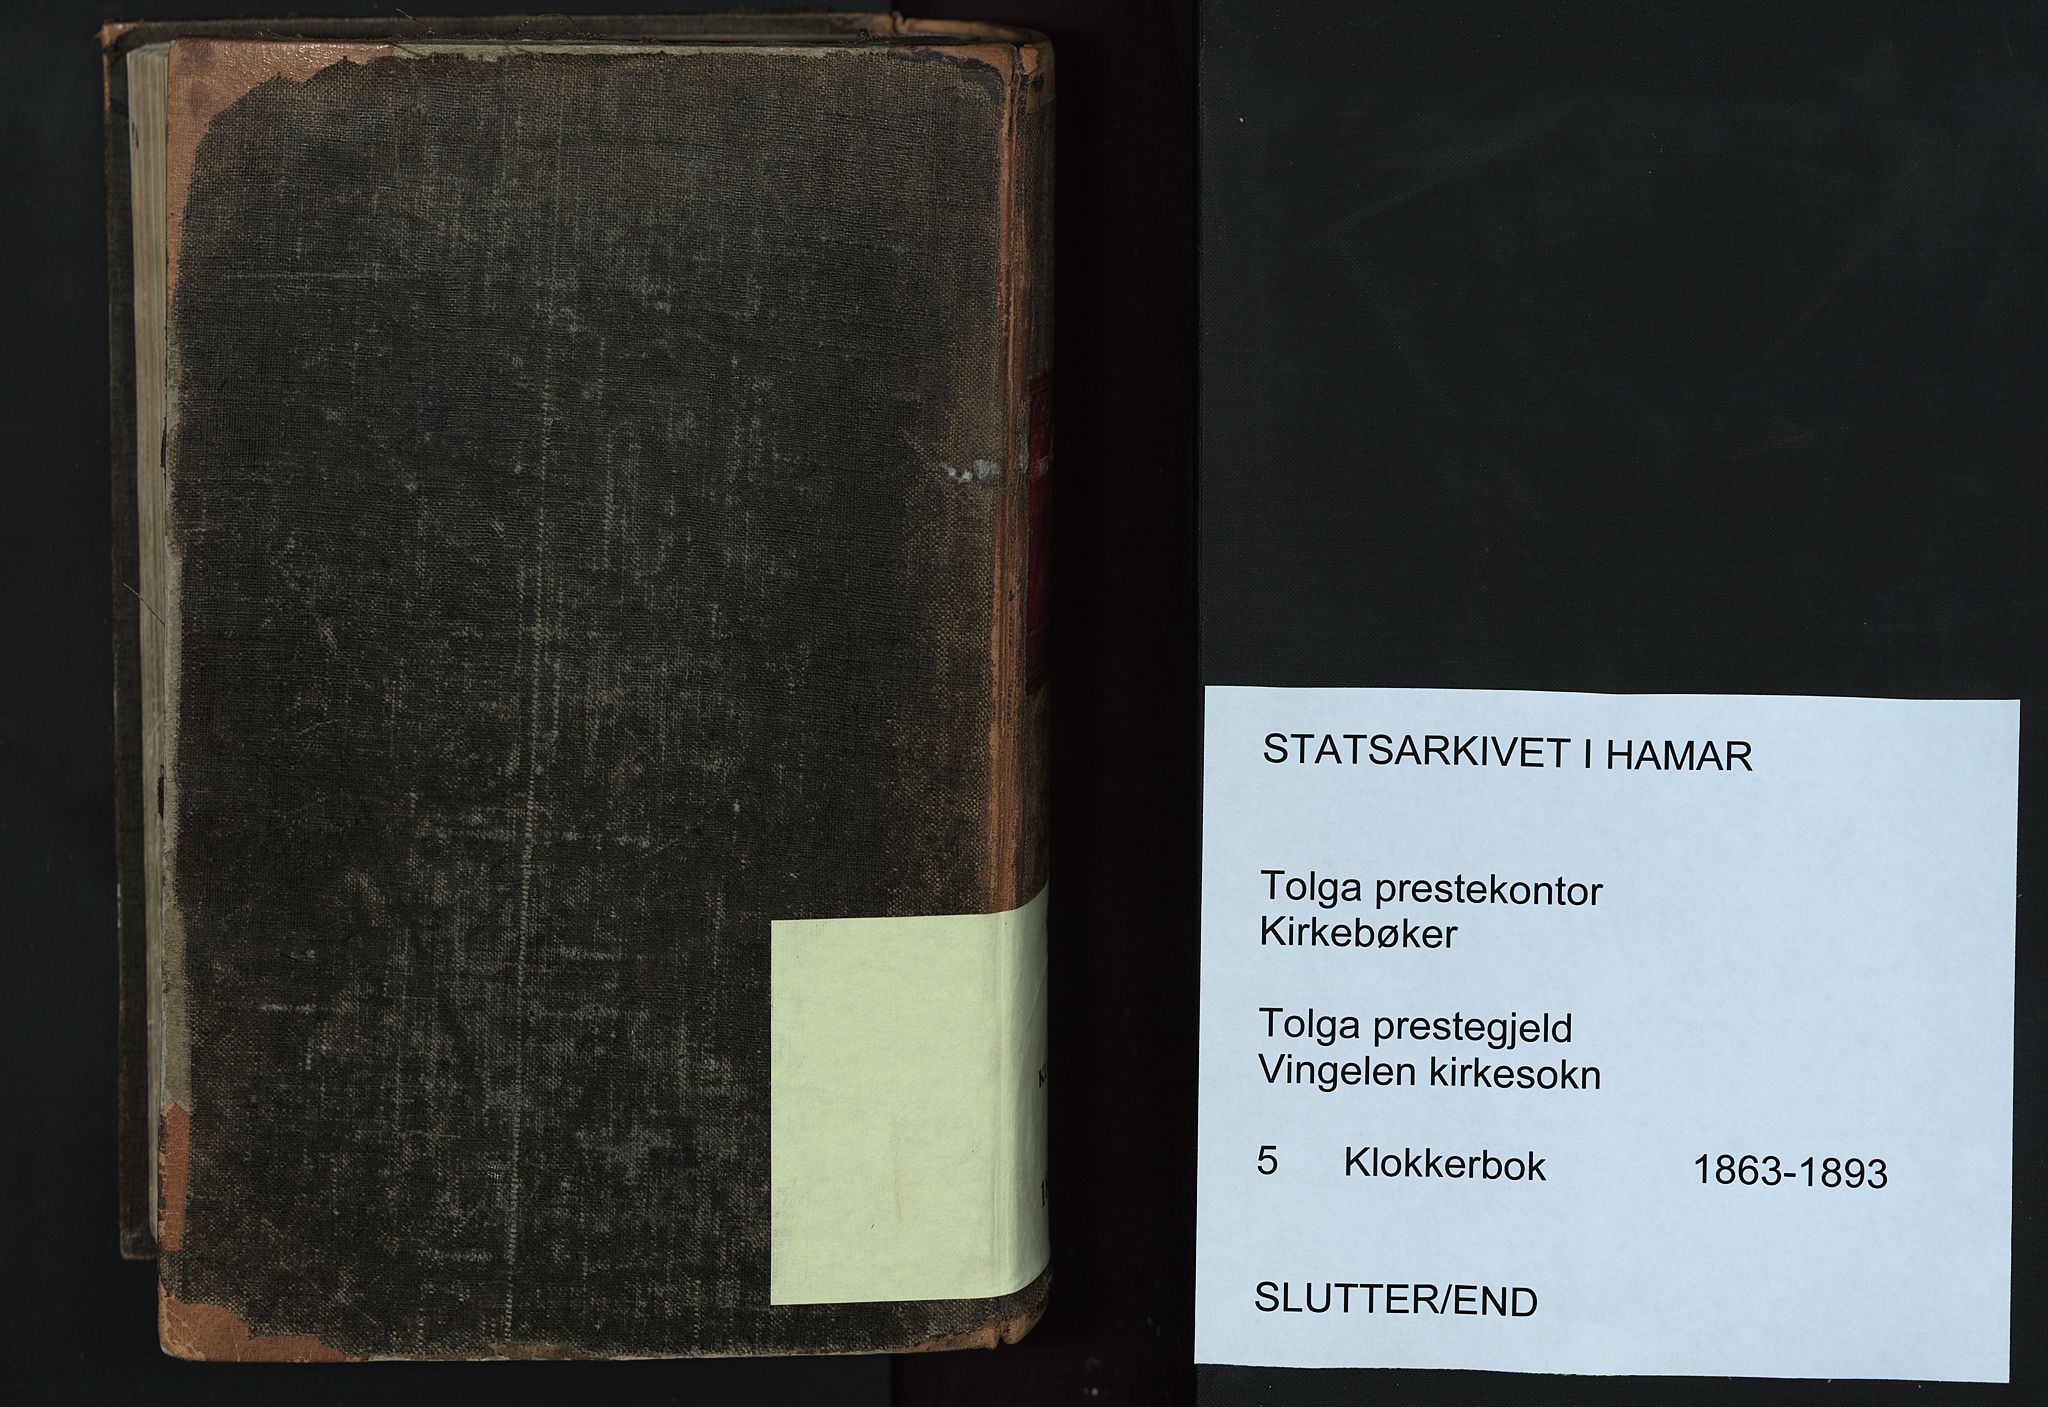 STATSARKIVET I HAMAR
Tolga prestekontor
Kirkebøker
Tolga prestegjeld
Vingelen kirkesokn
5 Klokkerbok 1863-1893
SLUTTER/END